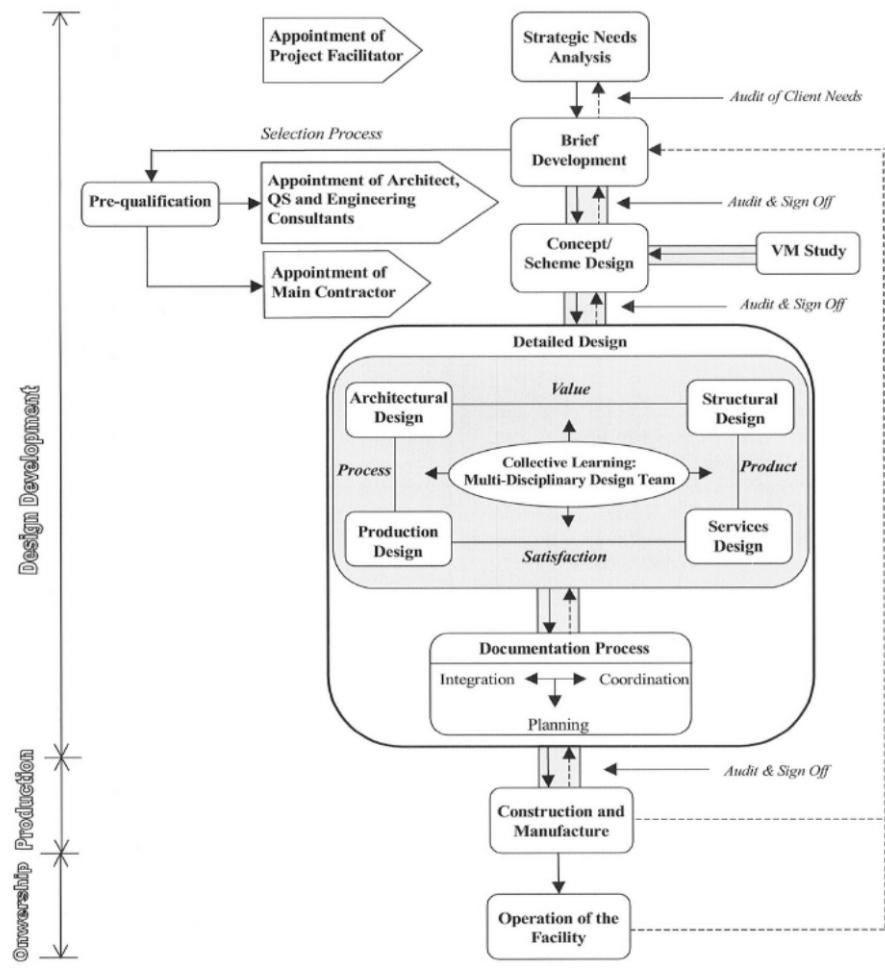 Appointment of
Project Facilitator
Strategic Needs
Analysis
Audit of Client Needs
Selection Process
Brief
Development
Pre-qualification
Appointment of Architect,
QS and Engineering
Consultants
Audit & Sign Off
Concept/
Scheme Design
VM Study
Appointment of
Main Contractor
Audit & Sign Off
Detailed Design
Architectural
Design
Value
Structural
Design
Process
Collective Learning:
Multi-Disciplinary Design Team
Product
Production
Design
Satisfaction
Services
Design
Documentation Process
Integration
Coordination
Planning
Audit & Sign Off
Construction and
Manufacture
Operation of the
Facility
Design Development
Production
Onwership